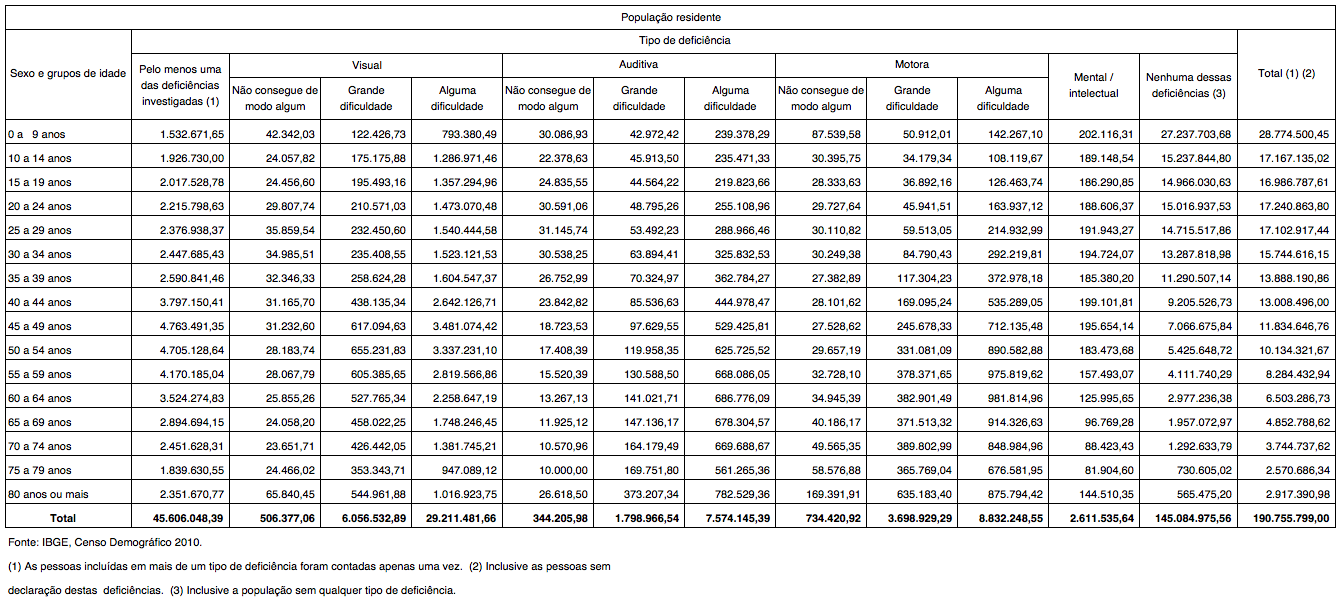 População residente
Sexo e grupos de idade
Tipo de deficiência
Total (1) (2)
Pelo menos uma das deficiências investigadas (1)
Visual
Auditiva
Motora
Mental / intelectual
Nenhuma dessas deficiências (3)
Não consegue de modo algum
Grande dificuldade
Alguma dificuldade
Não consegue de modo algum
Grande dificuldade
Alguma dificuldade
Não consegue de modo algum
Grande dificuldade
Alguma dificuldade
0 a 9 anos 1.532.671,65 42.342,03 122.426,73 793.380,49 30.086,93 42.972,42 239.378,29 87.539,58 50.912,01 142.267,10 202.116,31 27.237.703,68 28.774.500,45
10 a 14 anos 1.926.730,00 24.057,82 175.175,88 1.286.971,46 22.378,63 45.913,50 235.471,33 30.395,75 34.179,34 108.119,67 189.148,54 15.237.844,80 17.167.135,02
15 a 19 anos 2.017.528,78 24.456,60 195.493,16 1.357.294,96 24.835,55 44.564,22 219.823,66 28.333,63 36.892,16 126.463,74 186.290,85 14.966.030,63 16.986.787,61
20 a 24 anos 2.215.798,63 29.807,74 210.571,03 1.473.070,48 30.591,06 48.795,26 255.108,96 29.727,64 45.941,51 163.937,12 188.606,37 15.016.937,53 17.240.863,80
25 a 29 anos 2.376.938,37 35.859,54 232.450,60 1.540.444,58 31.145,74 53.492,23 288.966,46 30.110,82 59.513,05 214.932,99 191.943,27 14.715.517,86 17.102.917,44
30 a 34 anos 2.447.685,43 34.985,51 235.408,55 1.523.121,53 30.538,25 63.894,41 325.832,53 30.249,38 84.790,43 292.219,81 194.724,07 13.287.818,98 15.744.616,15
35 a 39 anos 2.590.841,46 32.346,33 258.624,28 1.604.547,37 26.752,99 70.324,97 362.784,27 27.382,89 117.304,23 372.978,18 185.380,20 11.290.507,14 13.888.190,86
40 a 44 anos 3.797.150,41 31.165,70 438.135,34 2.642.126,71 23.842,82 85.536,63 444.978,47 28.101,62 169.095,24 535.289,05 199.101,81 9.205.526,73 13.008.496,00
45 a 49 anos 4.763.491,35 31.232,60 617.094,63 3.481.074,42 18.723,53 97.629,55 529.425,81 27.528,62 245.678,33 712.135,48 195.654,14 7.066.675,84 11.834.646,76
50 a 54 anos 4.705.128,64 28.183,74 655.231,83 3.337.231,10 17.408,39 119.958,35 625.725,52 29.657,19 331.081,09 890.582,88 183.473,68 5.425.648,72 10.134.321,67
55 a 59 anos 4.170.185,04 28.067,79 605.385,65 2.819.566,86 15.520,39 130.588,50 668.086,05 32.728,10 378.371,65 975.819,62 157.493,07 4.111.740,29 8.284.432,94
60 a 64 anos 3.524.274,83 25.855,26 527.765,34 2.258.647,19 13.267,13 141.021,71 686.776,09 34.945,39 382.901,49 981.814,96 125.995,65 2.977.236,38 6.503.286,73
65 a 69 anos 2.894.694,15 24.058,20 458.022,25 1.748.246,45 11.925,12 147.136,17 678.304,57 40.186,17 371.513,32 914.326,63 96.769,28 1.957.072,97 4.852.788,62
70 a 74 anos 2.451.628,31 23.651,71 426.442,05 1.381.745,21 10.570,96 164.179,49 669.688,67 49.565,35 389.802,99 848.984,96 88.423,43 1.292.633,79 3.744.737,62
75 a 79 anos 1.839.630,55 24.466,02 353.343,71 947.089,12 10.000,00 169.751,80 561.265,36 58.576,88 365.769,04 676.581,95 81.904,60 730.605,02 2.570.686,34
80 anos ou mais 2.351.670,77 65.840,45 544.961,88 1.016.923,75 26.618,50 373.207,34 782.529,36 169.391,91 635.183,40 875.794,42 144.510,35 565.475,20 2.917.390,98
Total 45.606.048,39 506.377,06 6.056.532,89 29.211.481,66 344.205,98 1.798.966,54 7.574.145,39 734.420,92 3.698.929,29 8.832.248,55 2.611.535,64 145.084.975,56 190.755.799,00
Fonte: IBGE, Censo Demográfico 2010.
(1) As pessoas incluídas em mais de um tipo de deficiência foram contadas apenas uma vez. (2) Inclusive as pessoas sem
declaração destas deficiências. (3) Inclusive a população sem qualquer tipo de deficiência.